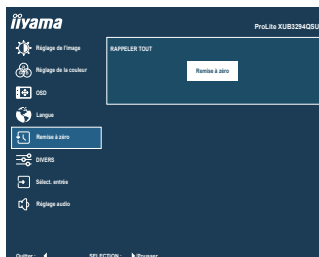 iiyama
ProLite XUB3294QSU
Réglage de l'image
RAPPELER TOUT
Remise à zéro
Réglage de la couleur
OSD
Langue
Remise à zéro
DIVERS
Sélect. entrée
Réglage audio
Quitter :
SELECTION :
Pousser